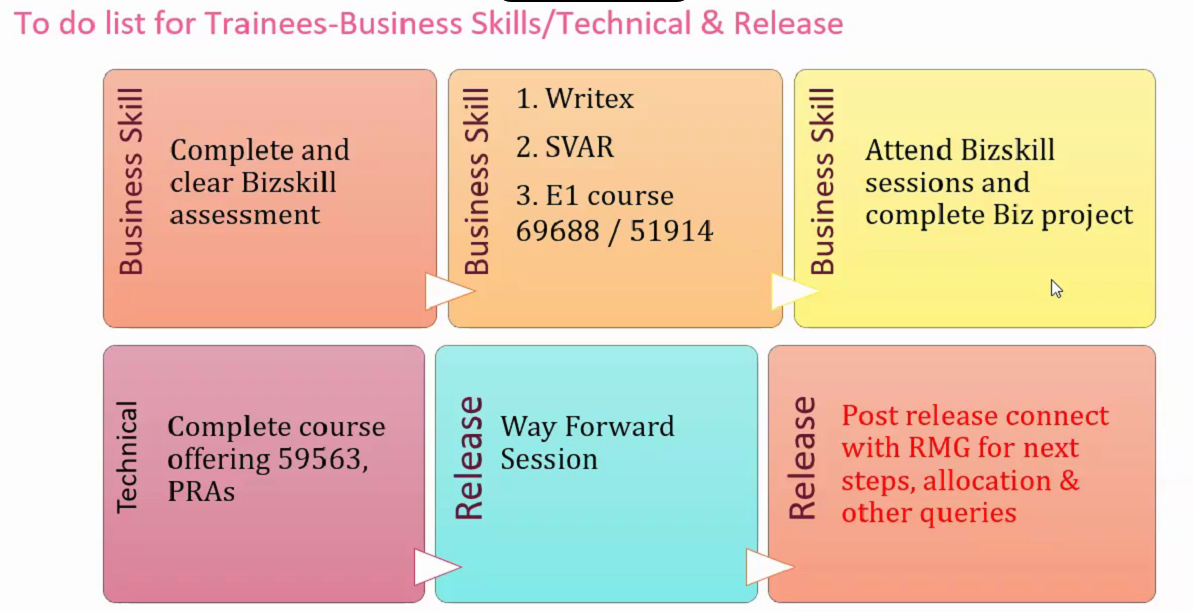 To do list for Trainees-Business Skills/Technical & Release
Business Skill
Complete and
clear Bizskill
assessment
Business Skill
1. Writex
2. SVAR
3. E1 course
69688 / 51914
Business Skill
Attend Bizskill
sessions and
complete Biz project
Technical
Complete course
offering 59563,
PRAs
Release
Way Forward
Session
Release
Post release connect
with RMG for next
steps, allocation &
other queries